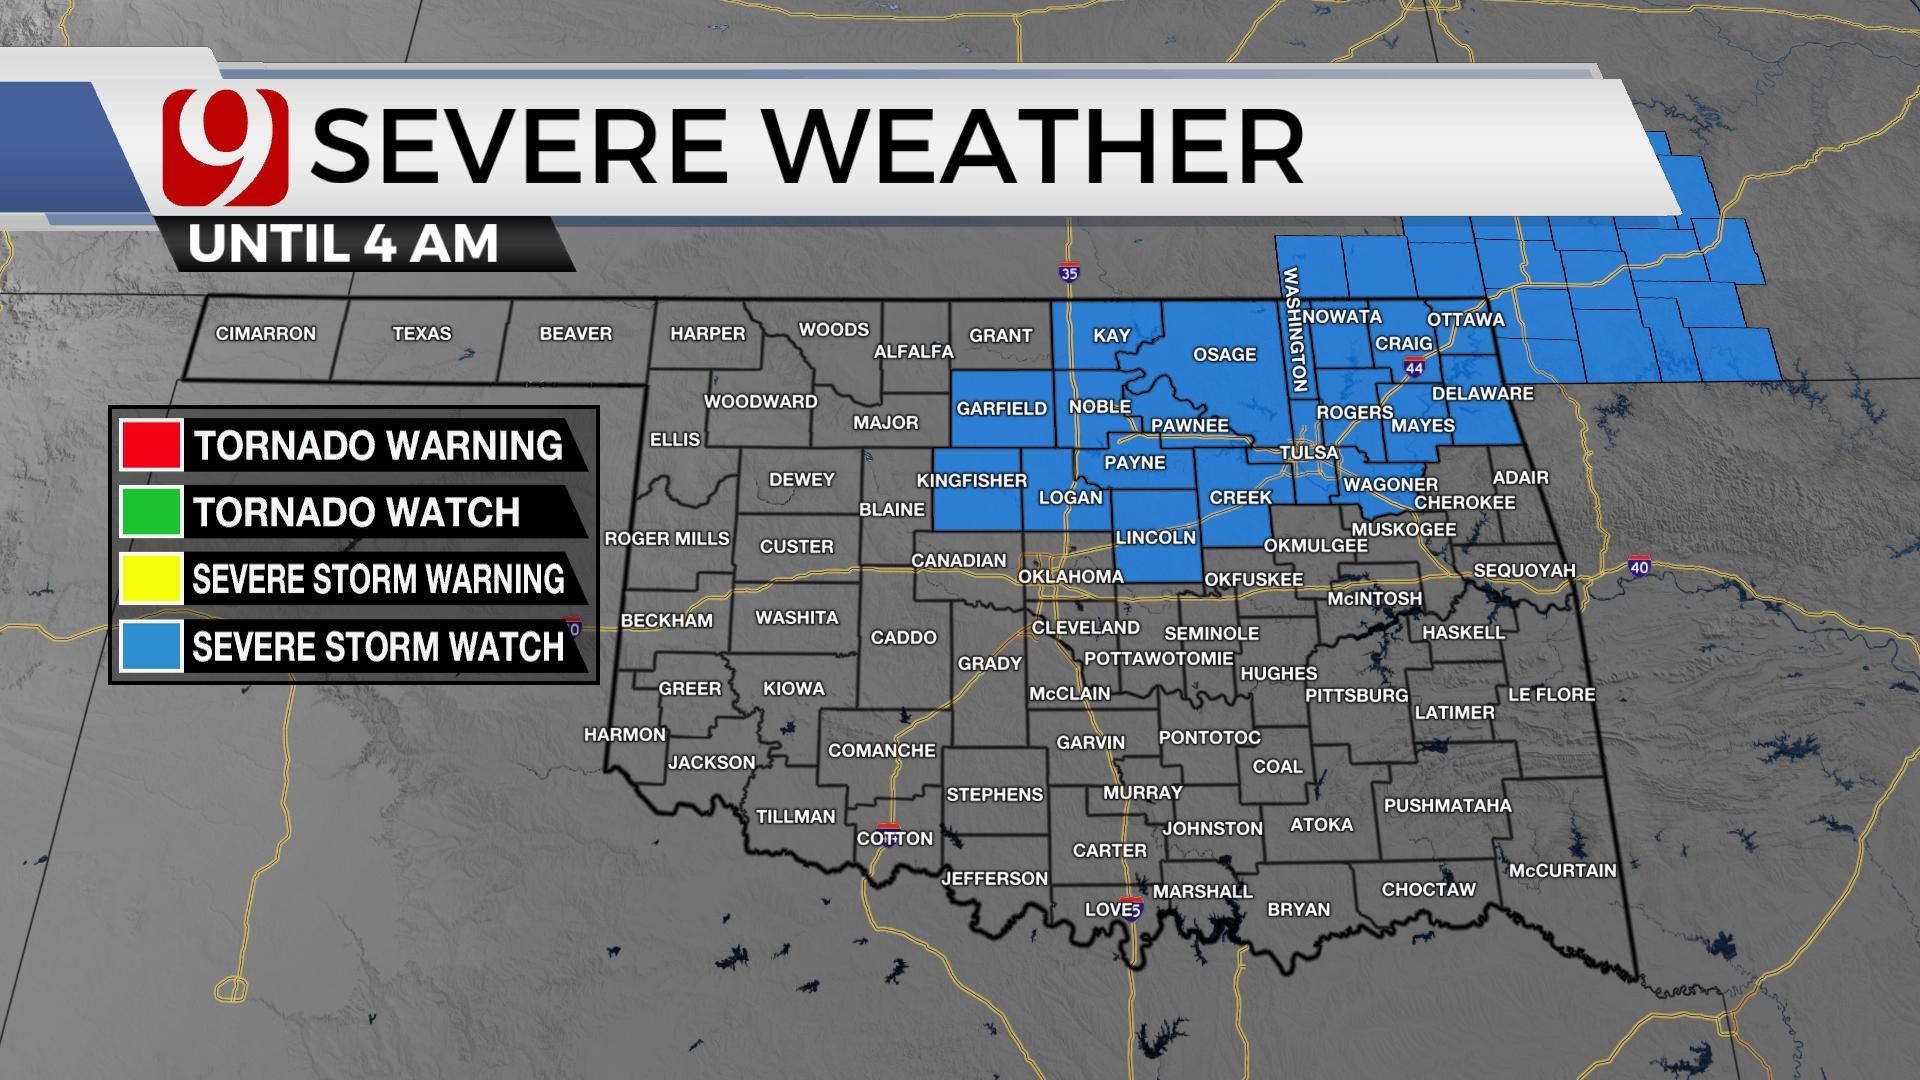 9 SEVERE WEATHER
UNTIL 4 AM
TORNADO WARNING
TORNADO WATCH
SEVERE STORM WARNING
SEVERE STORM WATCH
35
CIMARRON
TEXAS
BEAVER
HARPER
WOODS
ALFALFA
GRANT
KAY
OSAGE
WASHINGTON
NOWATA
CRAIG
OTTAWA
44
WOODWARD
ELLIS
MAJOR
GARFIELD
NOBLE
PAWNEE
ROGERS
MAYES
DELAWARE
DEWEY
BLAINE
KINGFISHER
LOGAN
PAYNE
CREEK
TULSA
WAGONER
CHEROKEE
ADAIR
ROGER MILLS
CUSTER
CANADIAN
OKLAHOMA
LINCOLN
OKFUSKEE
OKMULGEE
MUSKOGEE
McINTOSH
SEQUOYAH
40
BECKHAM
WASHITA
CADDO
GRADY
CLEVELAND
POTTAWOTOMIE
SEMINOLE
HUGHES
HASKELL
McCLAIN
PITTSBURG
LATIMER
LE FLORE
GREER
KIOWA
HARMON
JACKSON
COMANCHE
GARVIN
PONTOTOC
COAL
TILLMAN
COTTON
STEPHENS
MURRAY
JOHNSTON
ATOKA
PUSHMATAHA
McCURTAIN
JEFFERSON
CARTER
LOVE
5
MARSHALL
BRYAN
CHOCTAW